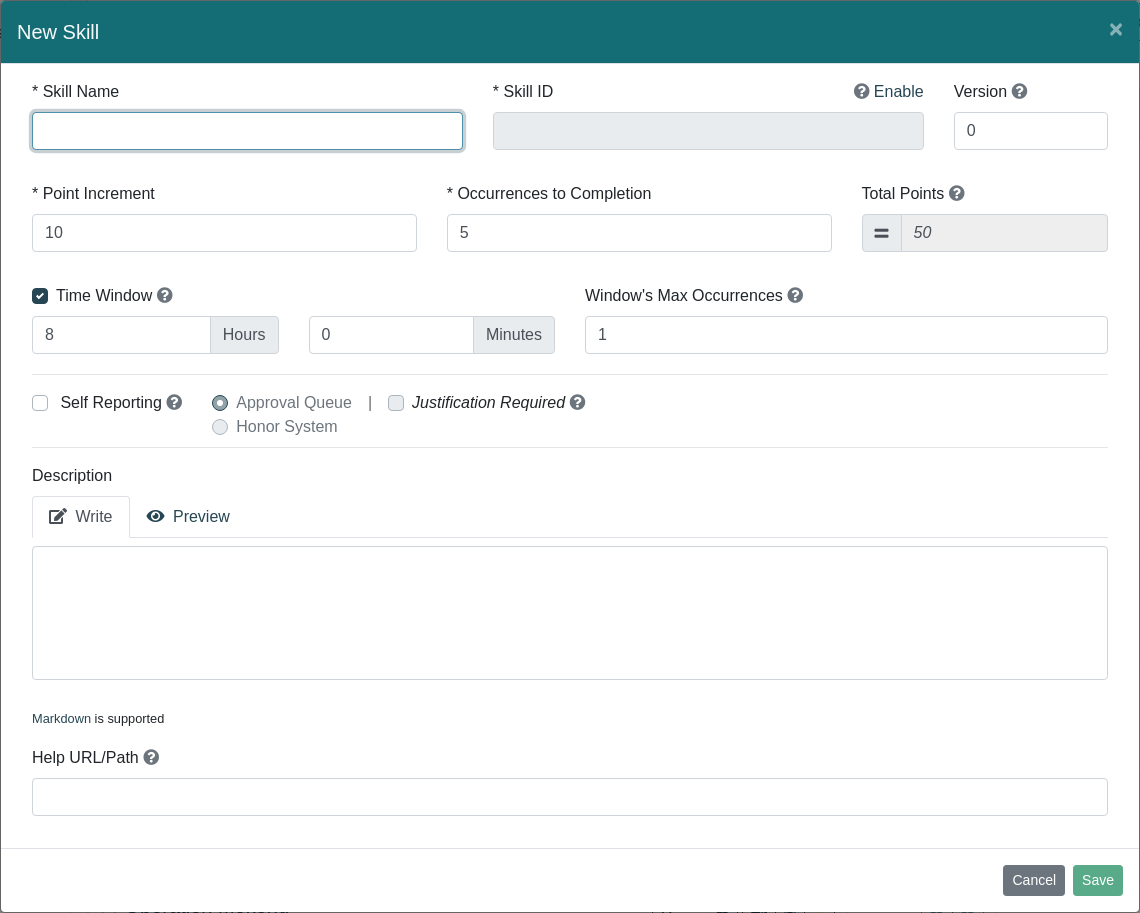 New Skill ×
* Skill Name * Skill ID Enable Version
0
* Point Increment * Occurrences to Completion Total Points
10 5 = 50
Time Window Window's Max Occurrences
8 Hours 0 Minutes 1
Self Reporting Approval Queue | Justification Required
Honor System
Description
Write Preview
Markdown is supported
Help URL/Path
Cancel Save